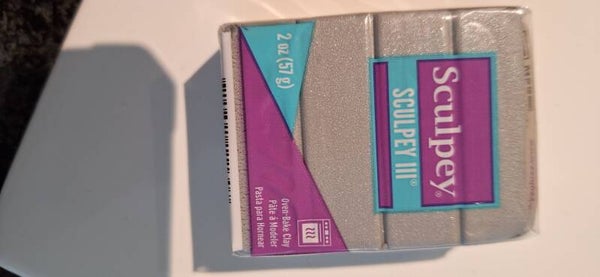 Sculpey®
SCULPEY III®
2 oz (57 g)
Oven-Bake Clay
Pâte à Modeler
Pasta para Hornear